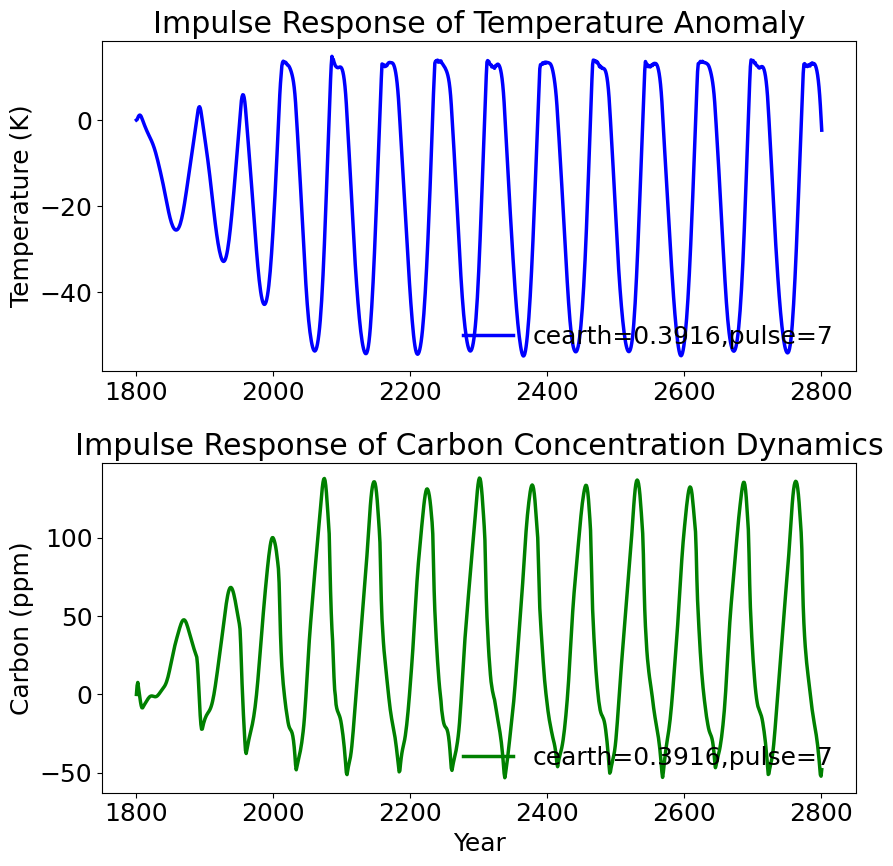 Impulse Response of Temperature Anomaly
Temperature (K)
0
−20
−40
cearth=0.3916,pulse=7
1800
2000
2200
2400
2600
2800
Impulse Response of Carbon Concentration Dynamics
Carbon (ppm)
100
50
0
−50
cearth=0.3916,pulse=7
1800
2000
2200
2400
2600
2800
Year